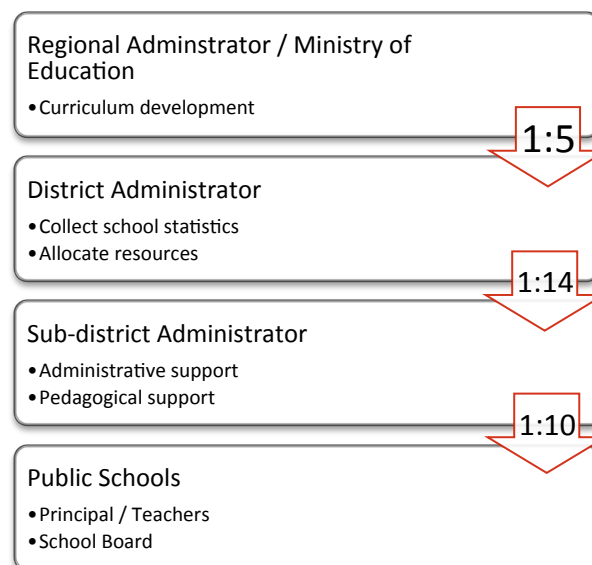 Regional Adminstrator / Ministry of
Education
•Curriculum development
1:5
District Administrator
•Collect school statistics
•Allocate resources
1:14
Sub-district Administrator
•Administrative support
•Pedagogical support
1:10
Public Schools
•Principal / Teachers
•School Board